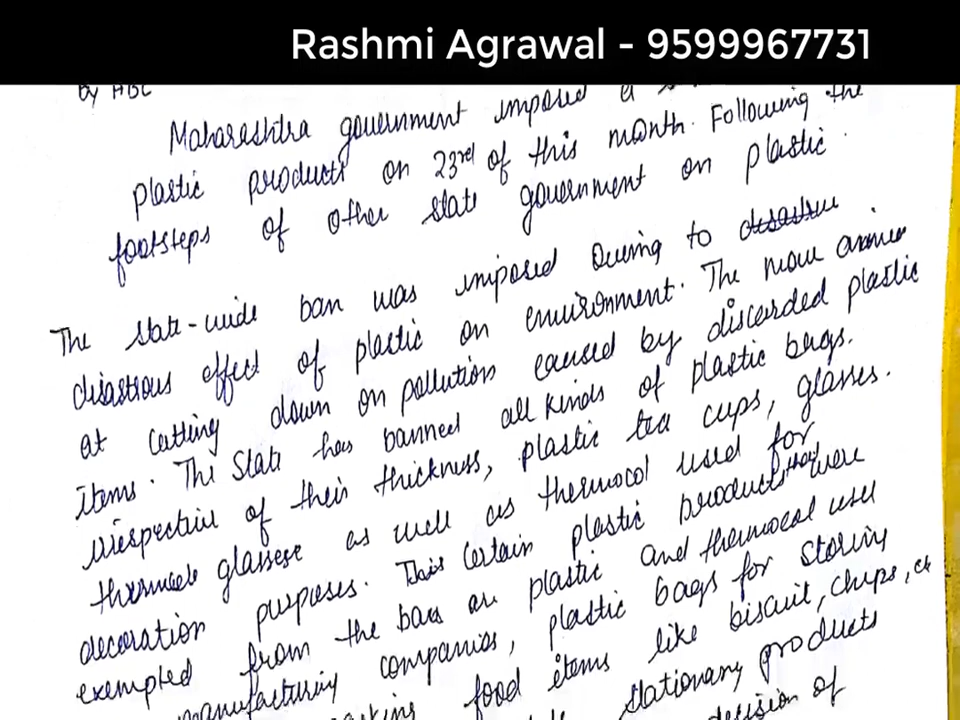 Rashmi Agrawal - 9599967731
by ABC
Maharashtra government imposed a
plastic products on 23rd of this month. Following the
footsteps of other state government on plastic.
The state-wide ban was imposed owing to
disastrous effect of plastic on environment. The move
at cutting down on pollution caused by discarded plastic
items. The State has banned all kinds of plastic bags.
irrespective of their thickness, plastic tea cups, glasses.
glassese as well as thermocol used for
decoration purposes. Certain plastic products that were
exempted from the ban are plastic and thermocol used
manufacturing companies, plastic bags for storing
food items like biscuit, chips,
stationary products
decision of